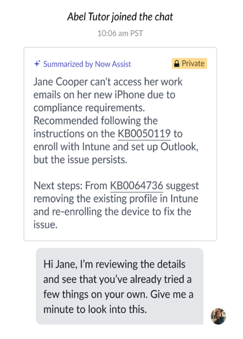 Abel Tutor joined the chat
10:06 am PST
Summarized by Now Assist
Private
Jane Cooper can't access her work
emails on her new iPhone due to
compliance requirements.
Recommended following the
instructions on the KB0050119 to
enroll with Intune and set up Outlook,
but the issue persists.
Next steps: From KB0064736 suggest
removing the existing profile in Intune
and re-enrolling the device to fix the
issue.
Hi Jane, I'm reviewing the details
and see that you've already tried a
few things on your own. Give me a
minute to look into this.